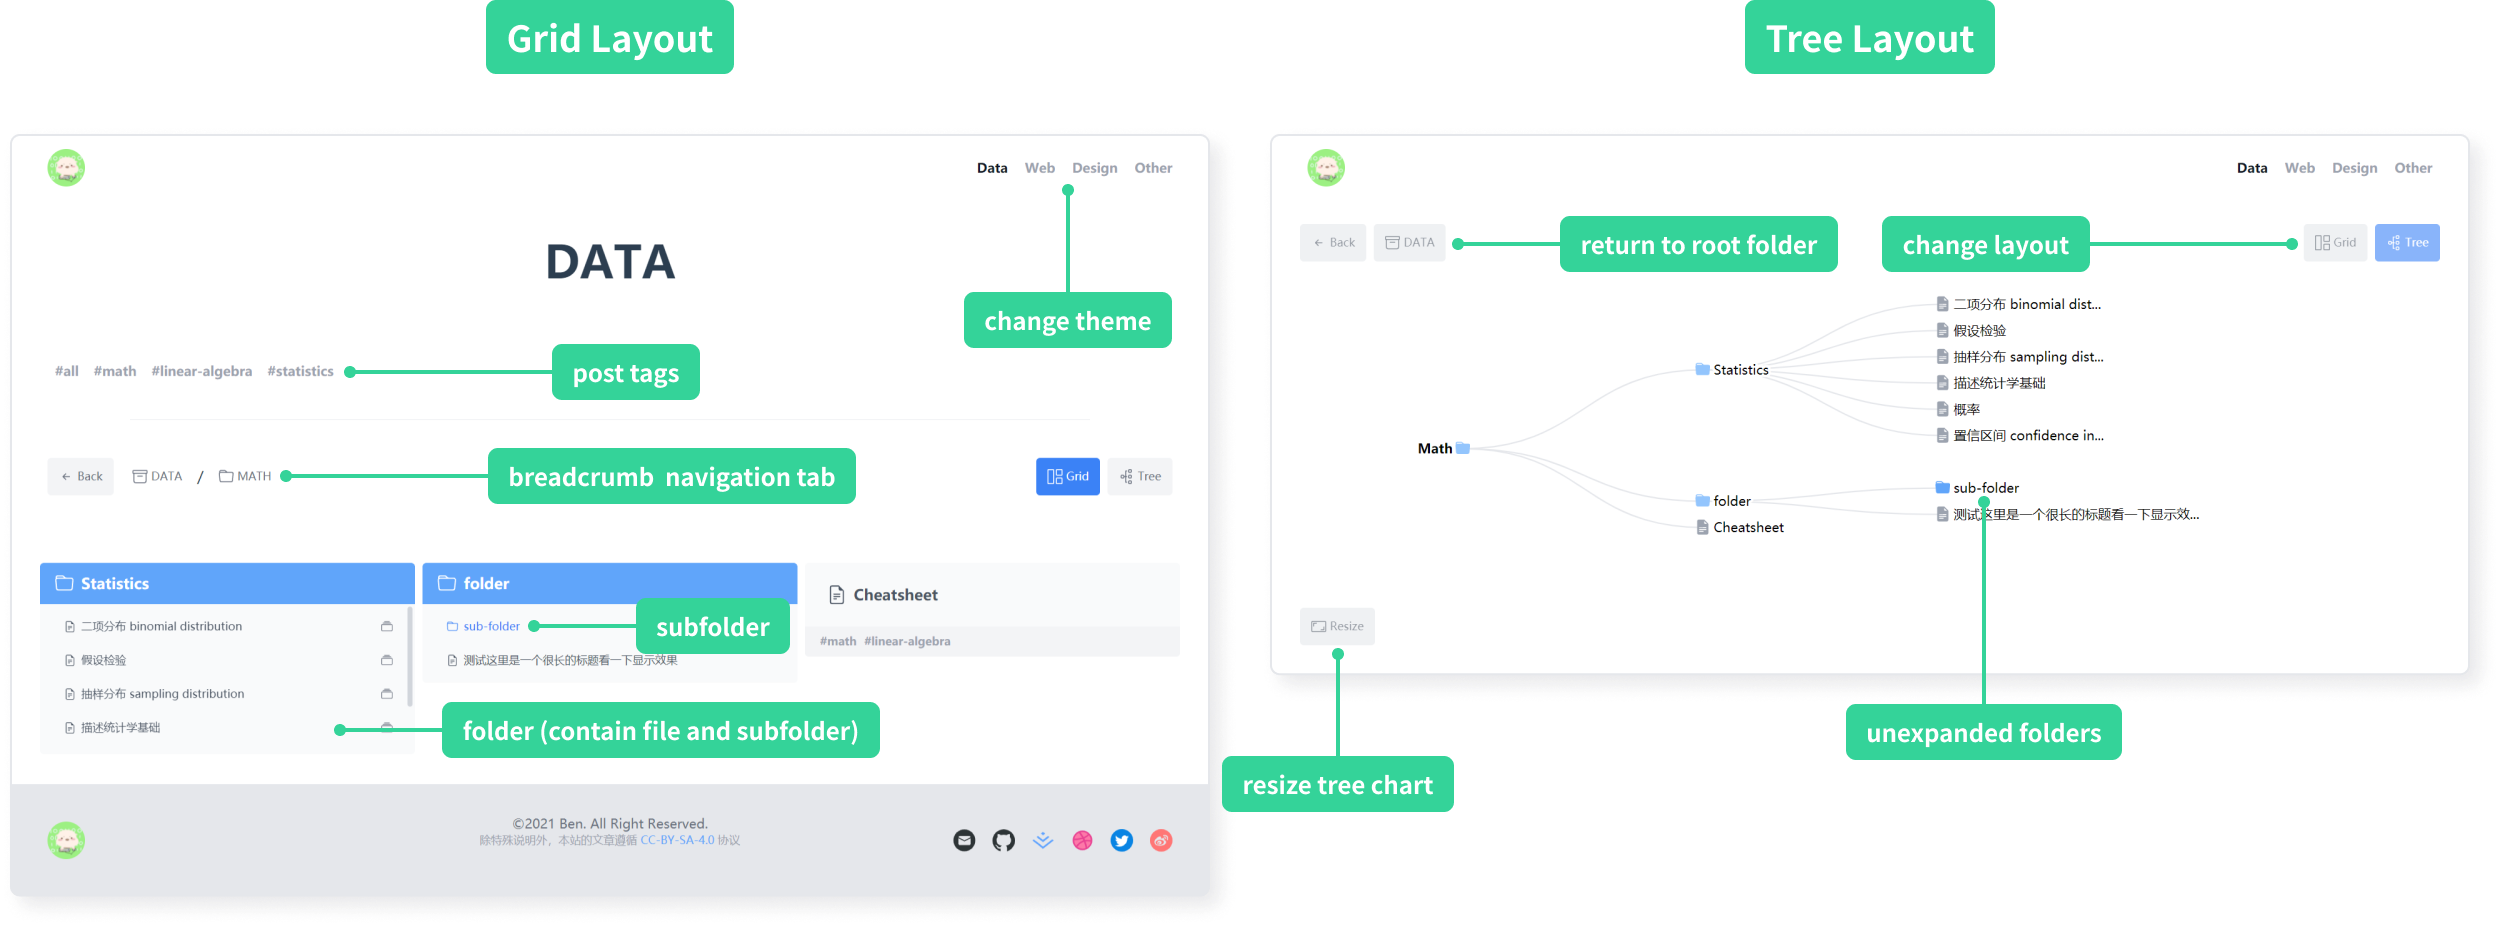 Grid Layout
Data Web Design Other
DATA
change theme
#all #math #linear-algebra #statistics
post tags
← Back DATA / MATH
breadcrumb navigation tab
Grid Tree
Statistics
二项分布 binomial distribution
假设检验
抽样分布 sampling distribution
描述统计学基础
folder
sub-folder
subfolder
测试这里是一个很长的标题看一下显示效果
Cheatsheet
#math #linear-algebra
folder (contain file and subfolder)
©2021 Ben. All Right Reserved.
除特殊说明外，本站的文章遵循 CC-BY-SA-4.0 协议
Tree Layout
Data Web Design Other
← Back DATA
return to root folder
change layout
Grid Tree
Math
Statistics
二项分布 binomial dist...
假设检验
抽样分布 sampling dist...
描述统计学基础
概率
置信区间 confidence in...
folder
sub-folder
测试这里是一个很长的标题看一下显示效...
Cheatsheet
Resize
unexpanded folders
resize tree chart